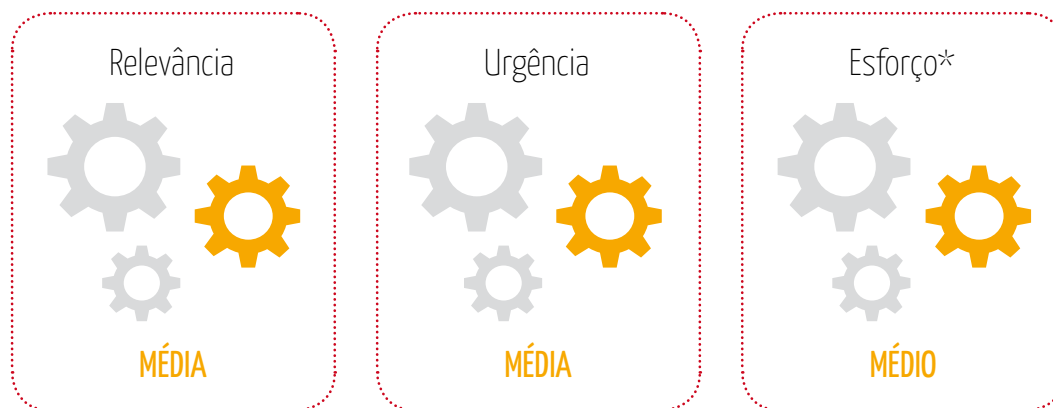 Relevância
MÉDIA
Urgência
MÉDIA
Esforço*
MÉDIO